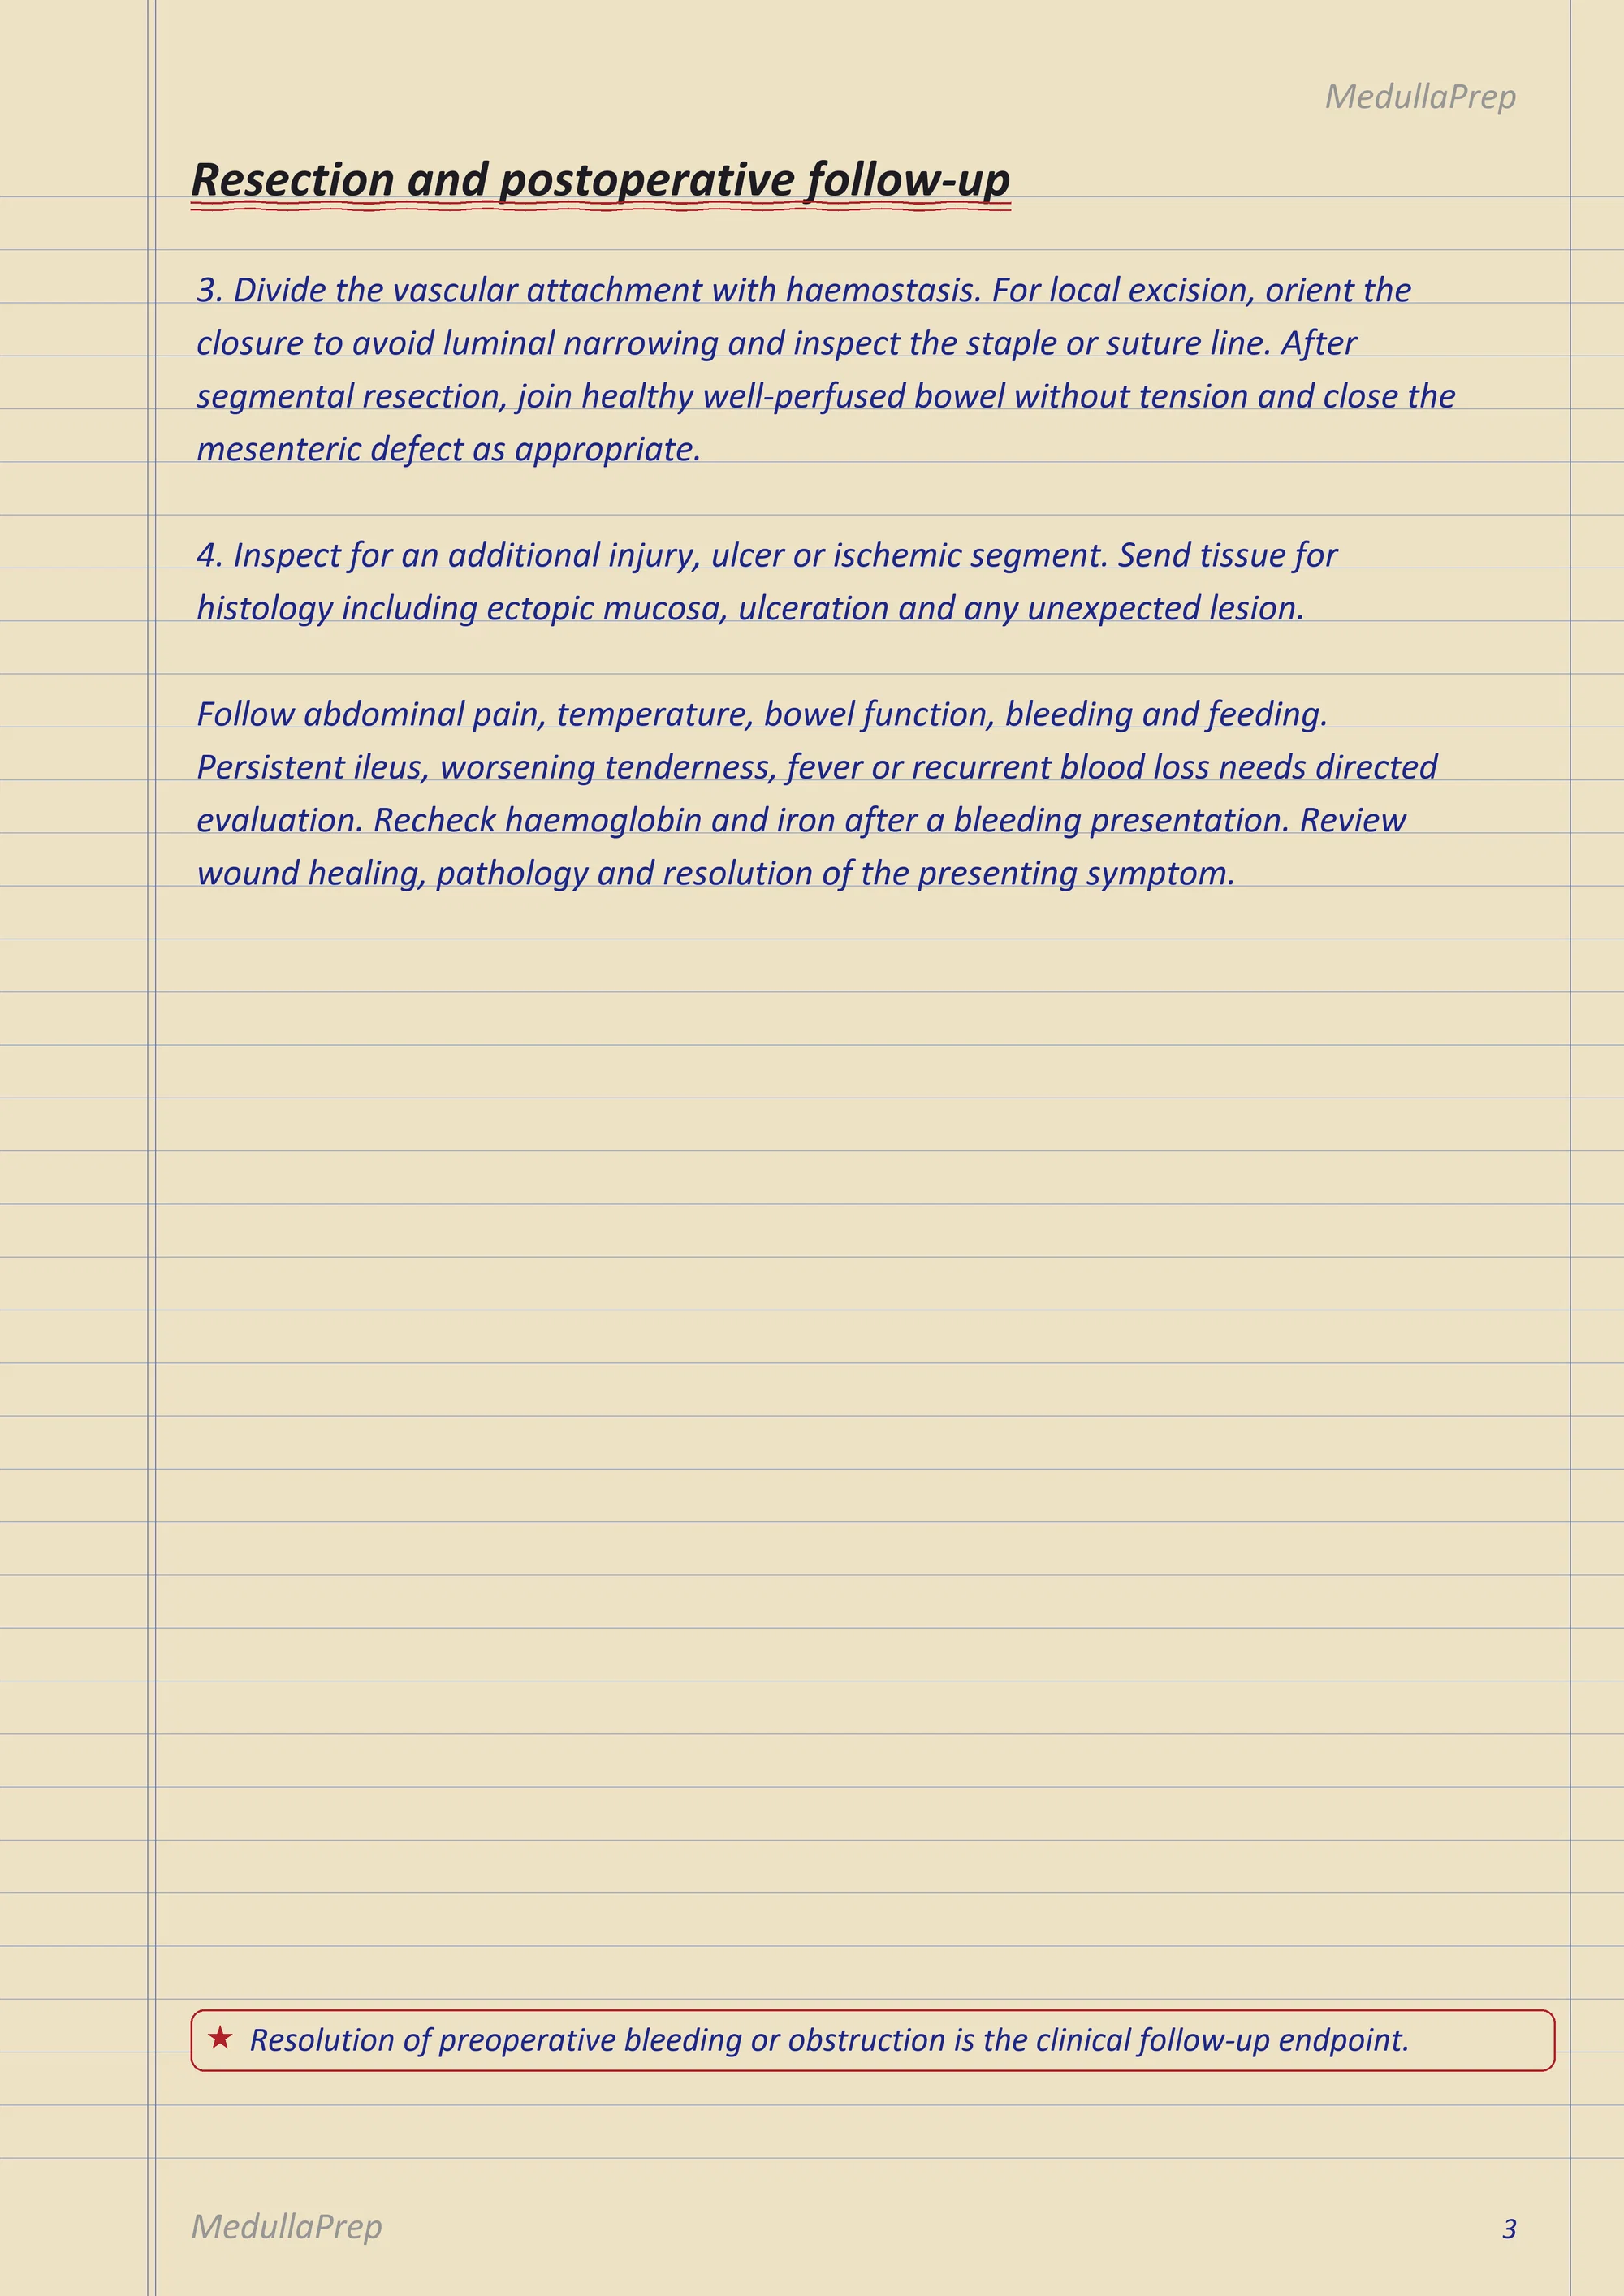 MedullaPrep
Resection and postoperative follow-up
3. Divide the vascular attachment with haemostasis. For local excision, orient the
closure to avoid luminal narrowing and inspect the staple or suture line. After
segmental resection, join healthy well-perfused bowel without tension and close the
mesenteric defect as appropriate.
4. Inspect for an additional injury, ulcer or ischemic segment. Send tissue for
histology including ectopic mucosa, ulceration and any unexpected lesion.
Follow abdominal pain, temperature, bowel function, bleeding and feeding.
Persistent ileus, worsening tenderness, fever or recurrent blood loss needs directed
evaluation. Recheck haemoglobin and iron after a bleeding presentation. Review
wound healing, pathology and resolution of the presenting symptom.
★ Resolution of preoperative bleeding or obstruction is the clinical follow-up endpoint.
MedullaPrep
3